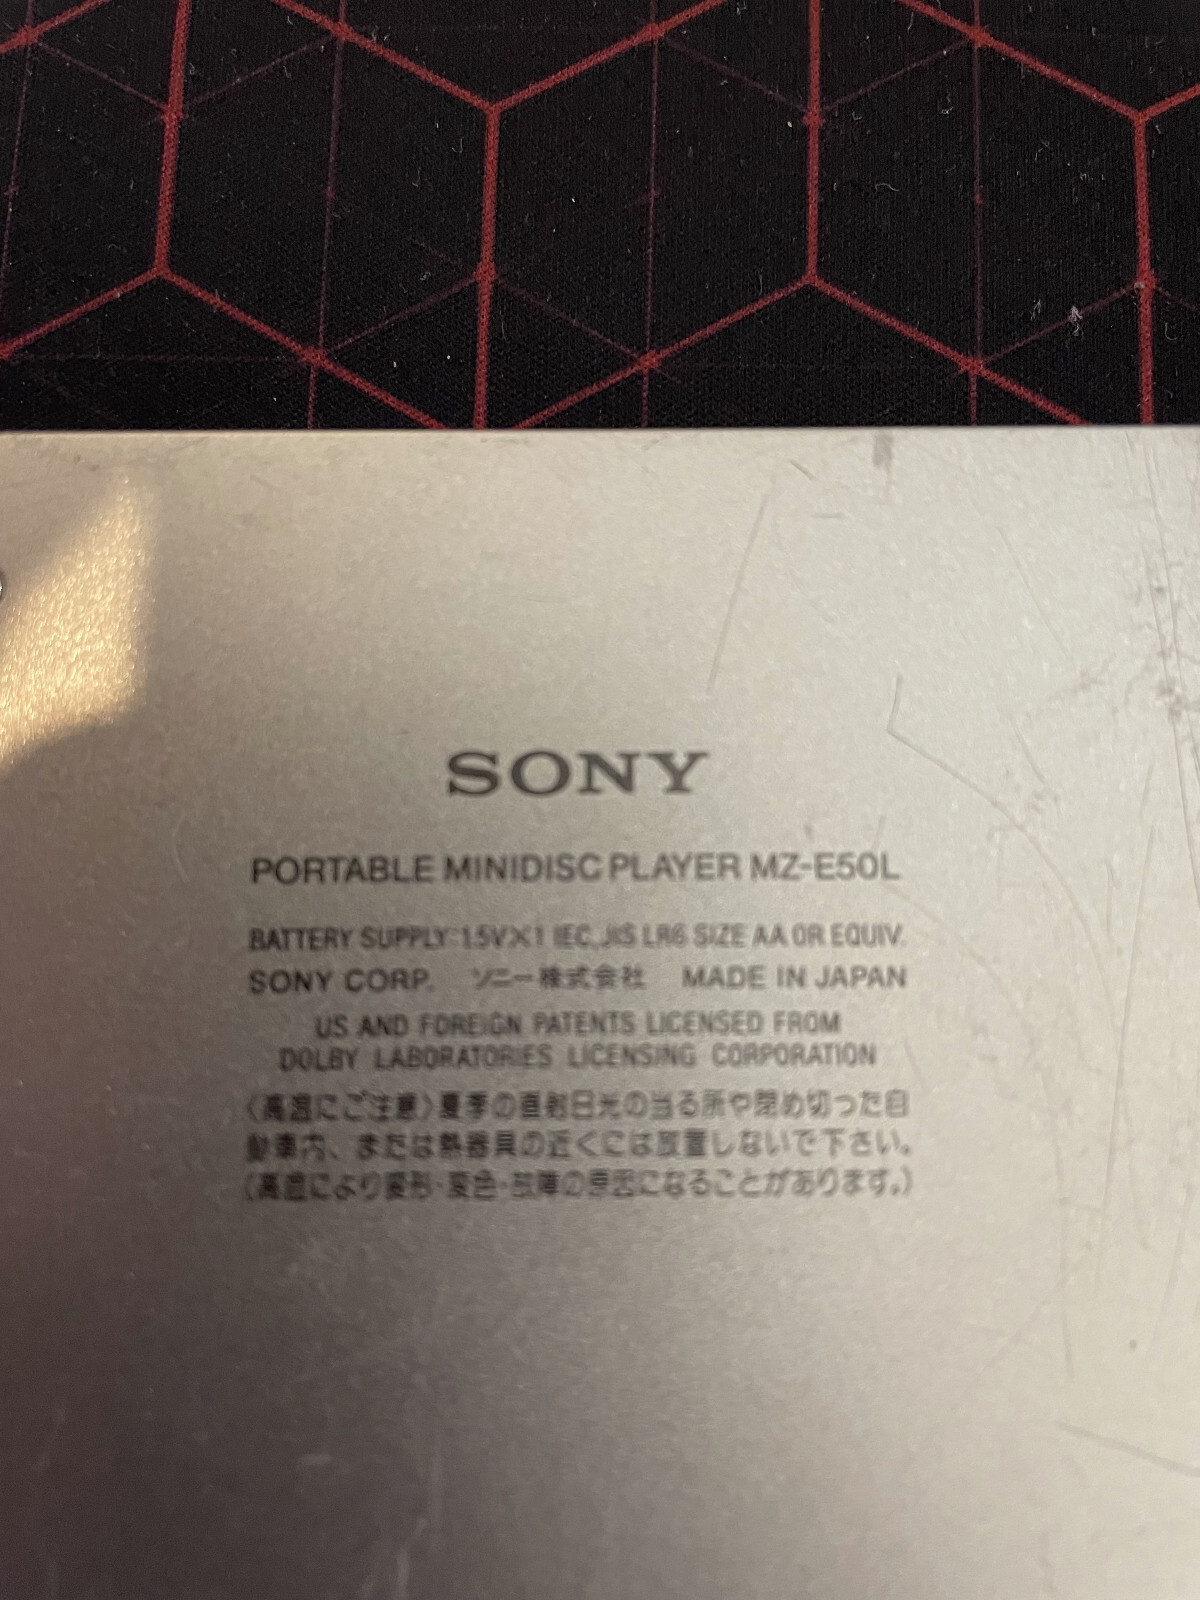 SONY
PORTABLE MINIDISC PLAYER MZ-E50L
BATTERY SUPPLY:1.5V×1 IEC, JIS LR6 SIZE AA OR EQUIV.
SONY CORP. ソニー株式会社 MADE IN JAPAN
US AND FOREIGN PATENTS LICENSED FROM
DOLBY LABORATORIES LICENSING CORPORATION
〈高温にご注意〉夏季の直射日光の当る所や閉め切った自
動車内、または熱器具の近くには放置しないで下さい。
(高温により変形·変色·故障の原因になることがあります。)